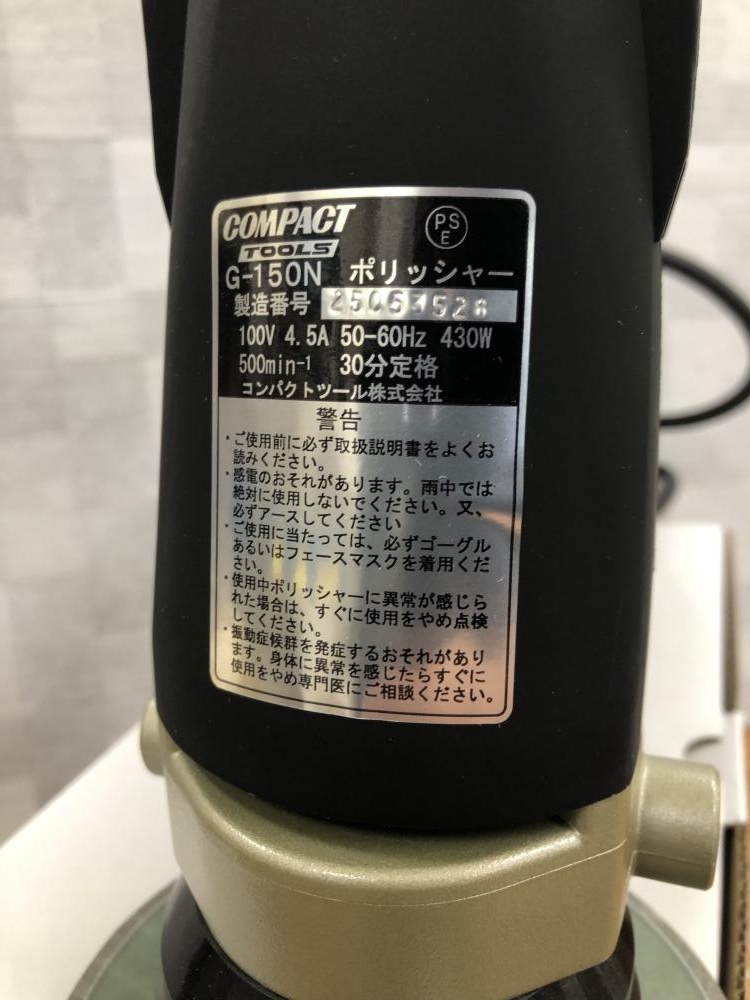 COMPACT
TOOLS
PS
E
G-150N ポリッシャー
製造番号 25053528
100V 4.5A 50-60Hz 430W
500min⁻¹ 30分定格
コンパクトツール株式会社
警告
・ご使用前に必ず取扱説明書をよくお
読みください。
・感電のおそれがあります。雨中では
絶対に使用しないでください。又、
必ずアースしてください
・ご使用に当たっては、必ずゴーグル
あるいはフェースマスクを着用くだ
さい。
・使用中ポリッシャーに異常が感じら
れた場合は、すぐに使用をやめ点検
してください。
・振動症候群を発症するおそれがあり
ます。身体に異常を感じたらすぐに
使用をやめ専門医にご相談ください。